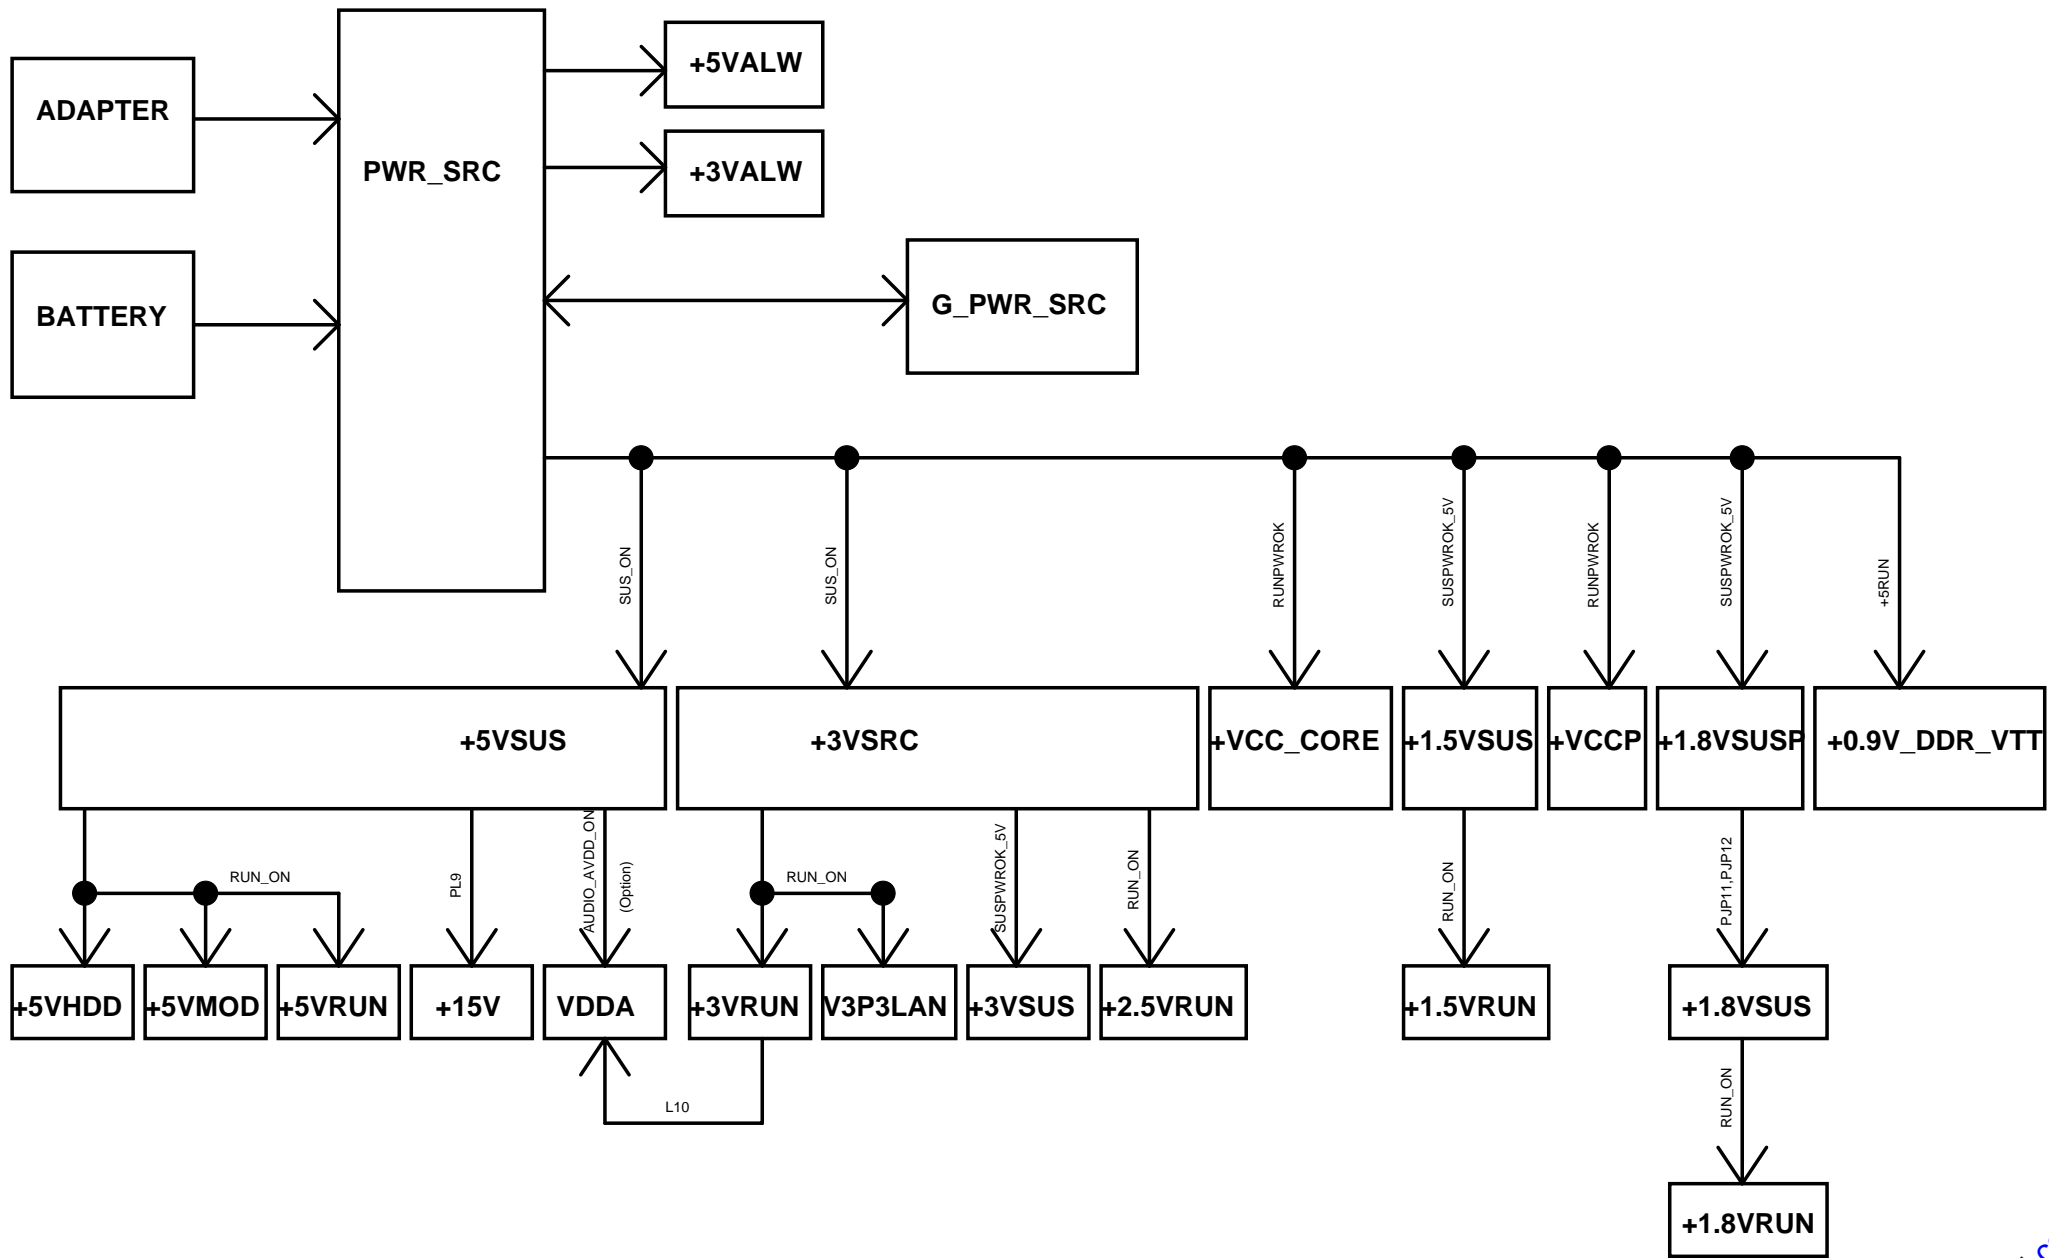 +5VALW
ADAPTER
PWR_SRC
+3VALW
BATTERY
G_PWR_SRC
SUS_ON
SUS_ON
RUNPWROK
SUSPWROK_5V
RUNPWROK
SUSPWROK_5V
+5RUN
+5VSUS
+3VSRC
+VCC_CORE
+1.5VSUS
+VCCP
+1.8VSUSP
+0.9V_DDR_VTT
RUN_ON
PL9
AUDIO_AVDD_ON
(Option)
RUN_ON
SUSPWROK_5V
RUN_ON
RUN_ON
PJP11,PJP12
+5VHDD
+5VMOD
+5VRUN
+15V
VDDA
+3VRUN
V3P3LAN
+3VSUS
+2.5VRUN
+1.5VRUN
+1.8VSUS
L10
RUN_ON
+1.8VRUN